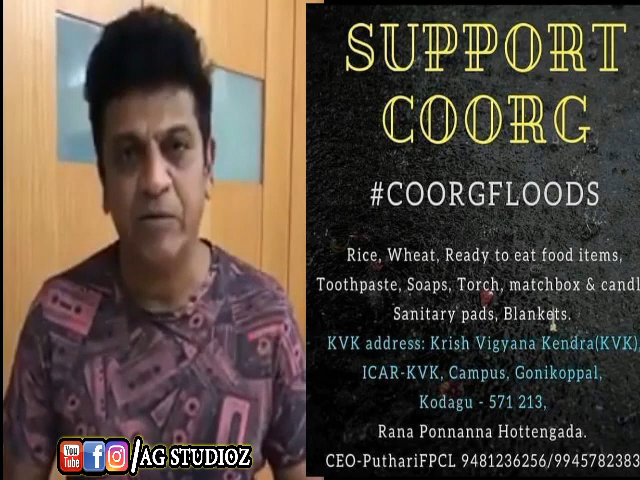 SUPPORT
COORG
#COORGFLOODS
Rice, Wheat, Ready to eat food items,
Toothpaste, Soaps, Torch, matchbox & candl
Sanitary pads, Blankets.
KVK address: Krish Vigyana Kendra(KVK),
ICAR-KVK, Campus, Gonikoppal,
Kodagu - 571 213,
Rana Ponnanna Hottengada.
CEO-PuthariFPCL 9481236256/9945782383
You
Tube
/AG STUDIOZ